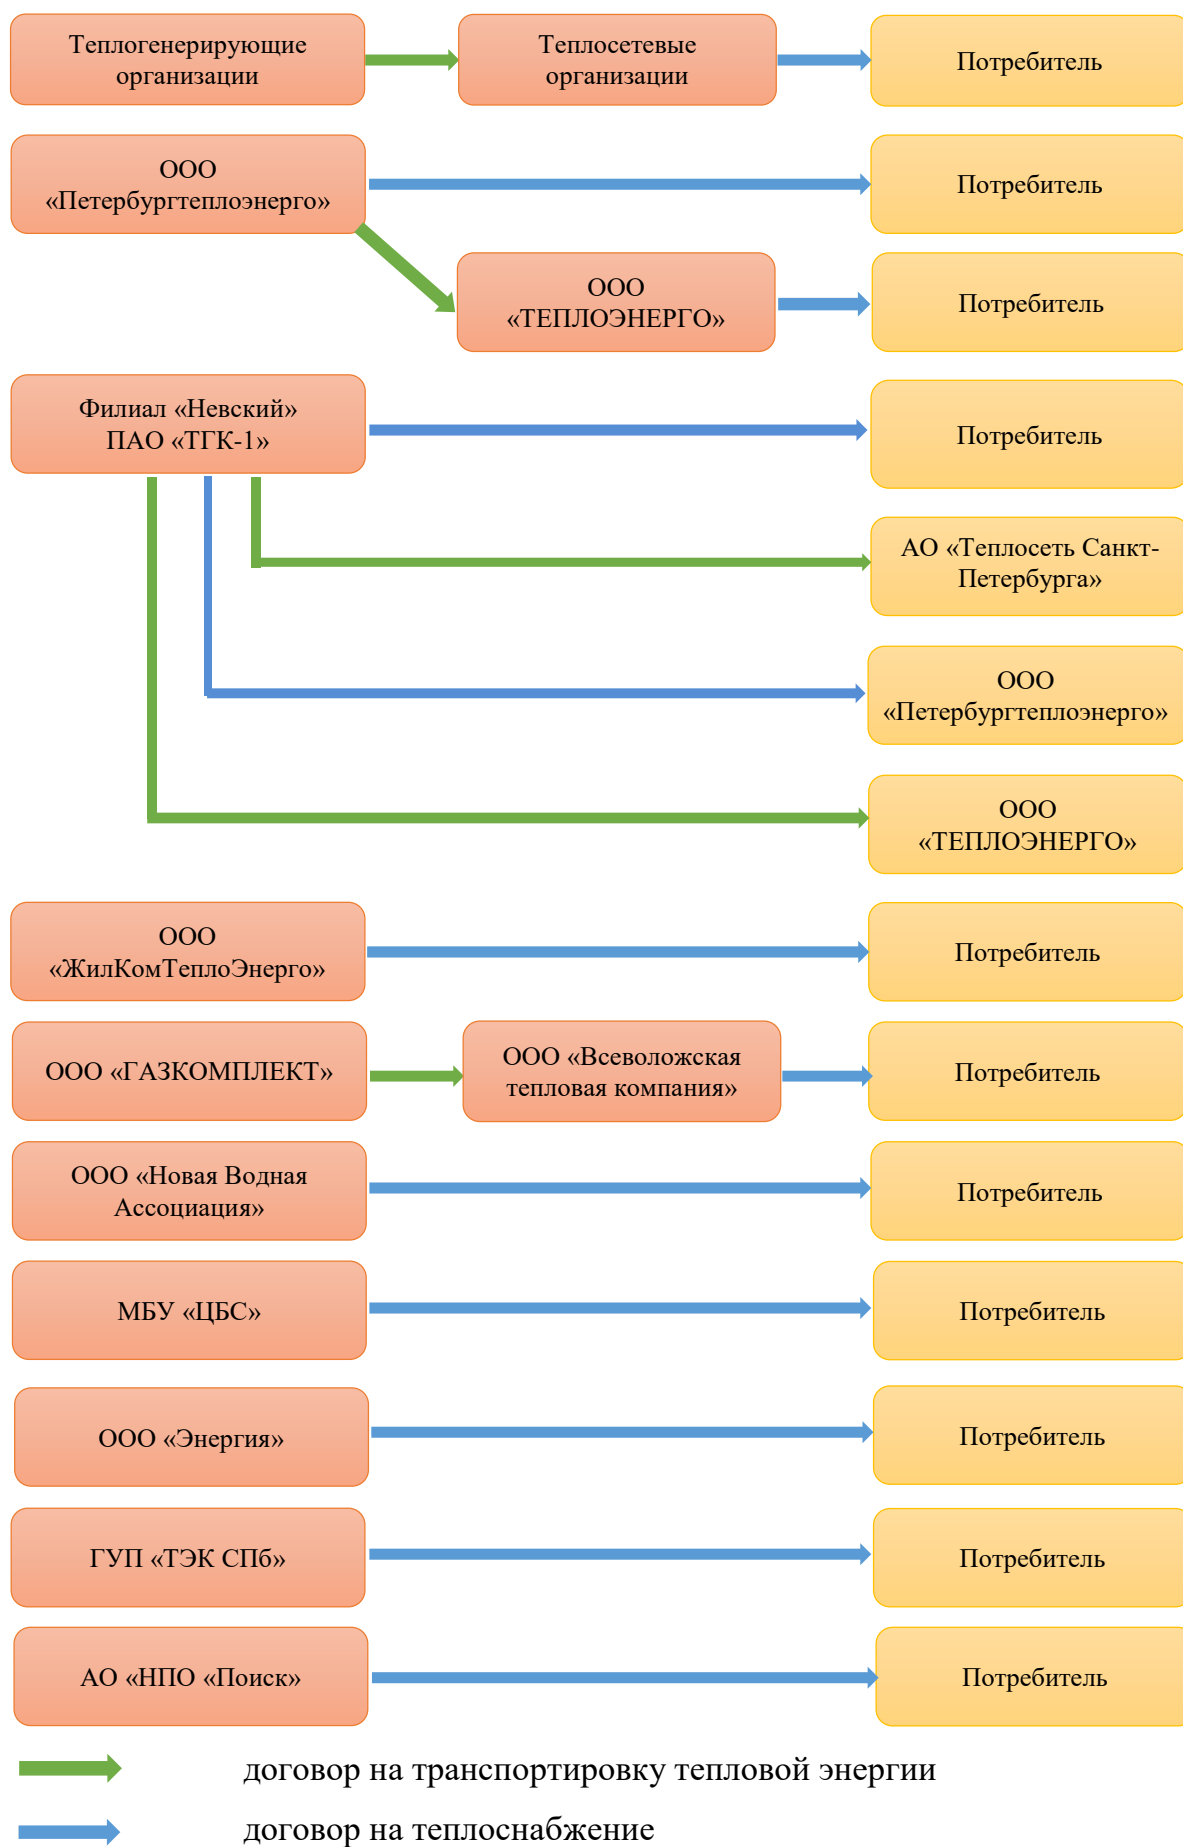 Теплогенерирующие
организации
Теплосетевые
организации
Потребитель
ООО
«Петербургтеплоэнерго»
Потребитель
ООО
«ТЕПЛОЭНЕРГО»
Потребитель
Филиал «Невский»
ПАО «ТГК-1»
Потребитель
АО «Теплосеть Санкт-
Петербурга»
ООО
«Петербургтеплоэнерго»
ООО
«ТЕПЛОЭНЕРГО»
ООО
«ЖилКомТеплоЭнерго»
Потребитель
ООО «ГАЗКОМПЛЕКТ»
ООО «Всеволожская
тепловая компания»
Потребитель
ООО «Новая Водная
Ассоциация»
Потребитель
МБУ «ЦБС»
Потребитель
ООО «Энергия»
Потребитель
ГУП «ТЭК СПб»
Потребитель
АО «НПО «Поиск»
Потребитель
договор на транспортировку тепловой энергии
договор на теплоснабжение